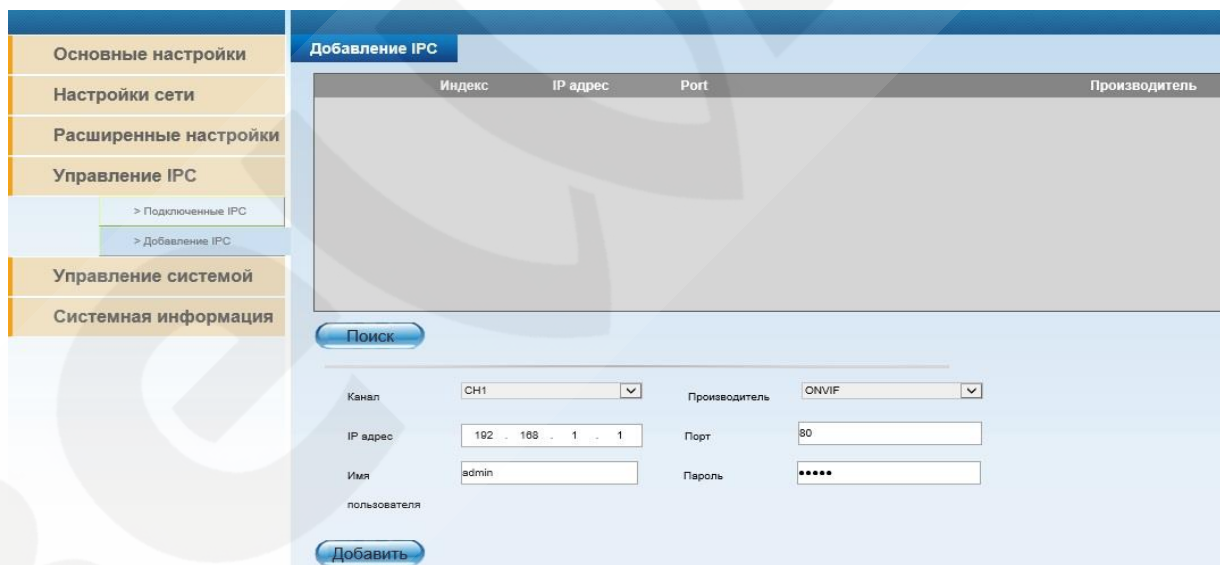 Основные настройки
Настройки сети
Расширенные настройки
Управление IPC
> Подключенные IPC
> Добавление IPC
Управление системой
Системная информация
Добавление IPC
Индекс IP адрес Port Производитель
Поиск
Канал CH1 Производитель ONVIF
IP адрес 192 . 168 . 1 . 1 Порт 80
Имя пользователя admin Пароль •••••
Добавить